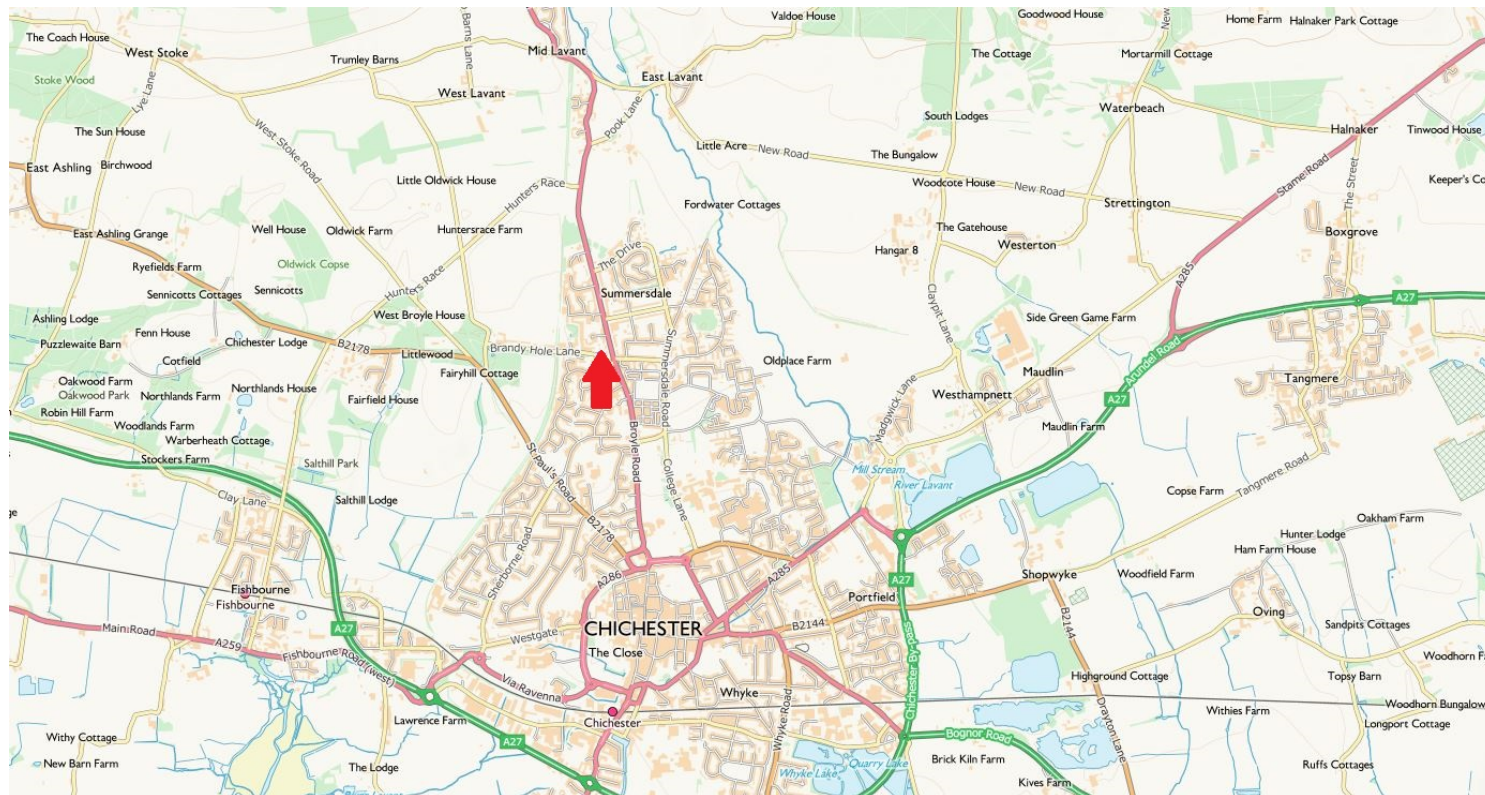 Valdoe House
Goodwood House
Home Farm
Halnaker Park Cottage
The Coach House
West Stoke
Mid Lavant
The Cottage
Mortarmill Cottage
Trumley Barns
Stoke Wood
Lye Lane
West Lavant
East Lavant
Waterbeach
Pook Lane
South Lodges
The Sun House
West Stoke Road
Halnaker
Tinwood House
Little Acre
New Road
The Bungalow
East Ashling
Birchwood
Little Oldwick House
Hunters Race
Woodcote House
New Road
Stane Road
The Street
Fordwater Cottages
Strettington
East Ashling Grange
Well House
Oldwick Farm
Huntersrace Farm
The Gatehouse
Westerton
Boxgrove
Hangar 8
The Drive
Oldwick Copse
Ryefields Farm
Hunters Race
A285
Sennicotts Cottages
Sennicotts
Summersdale
Claypit Lane
A27
Ashling Lodge
West Broyle House
Side Green Game Farm
Fenn House
Chichester Lodge
B2178
Brandy Hole Lane
Summersdale Road
Puzzlewaite Barn
Cotfield
Littlewood
Oldplace Farm
Arundel Road
Fairyhill Cottage
Maudlin
Oakwood Farm
Oakwood Park
Northlands Farm
Northlands House
Fairfield House
Westhampnett
Tangmere
A27
Robin Hill Farm
Madgwick Lane
Woodlands Farm
Maudlin Farm
Warberheath Cottage
Broyle Road
St Paul's Road
Stockers Farm
Salthill Park
Mill Stream
River Lavant
Tangmere Road
Clay Lane
Salthill Lodge
College Lane
Copse Farm
Oakham Farm
B2178
Hunter Lodge
Sherborne Road
Ham Farm House
A286
A285
Fishbourne
Fishbourne
A27
Shopwyke
Woodfield Farm
Portfield
Oving
Main Road
A259
A27
Westgate
CHICHESTER
B2144
B2144
Sandpits Cottages
Fishbourne Road (west)
The Close
Chichester By-pass
Via Ravenna
Highground Cottage
Topsy Barn
Whyke
Whyke Road
Drayton Lane
Lawrence Farm
Chichester
Withies Farm
Woodhorn Bungalow
Longport Cottage
Withy Cottage
A27
Bognor Road
New Barn Farm
The Lodge
Quarry Lake
Whyke Lake
Brick Kiln Farm
Kives Farm
Ruffs Cottages